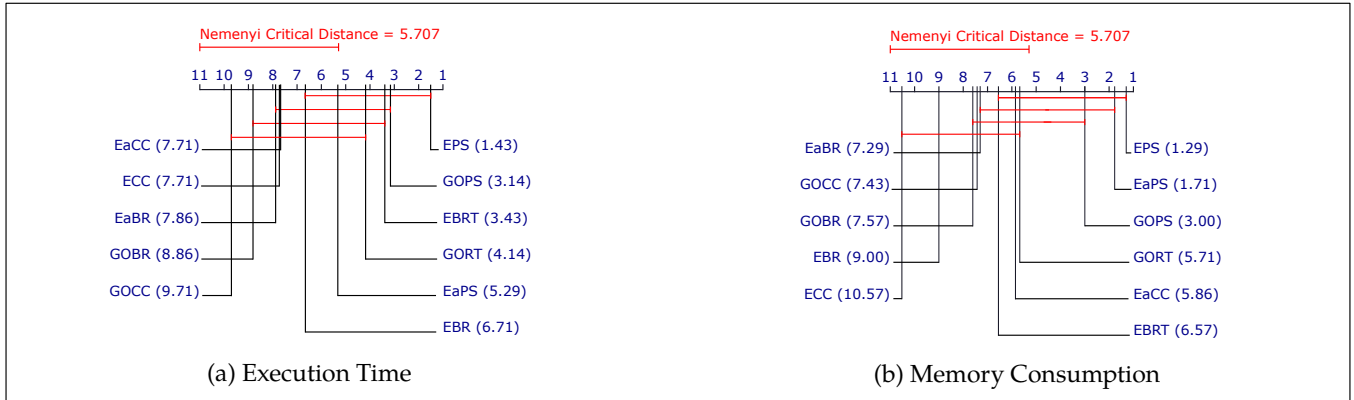 Nemenyi Critical Distance = 5.707
11 10 9 8 7 6 5 4 3 2 1
EaCC (7.71)
ECC (7.71)
EaBR (7.86)
GOBR (8.86)
GOCC (9.71)
EPS (1.43)
GOPS (3.14)
EBRT (3.43)
GORT (4.14)
EaPS (5.29)
EBR (6.71)
(a) Execution Time
Nemenyi Critical Distance = 5.707
11 10 9 8 7 6 5 4 3 2 1
EaBR (7.29)
GOCC (7.43)
GOBR (7.57)
EBR (9.00)
ECC (10.57)
EPS (1.29)
EaPS (1.71)
GOPS (3.00)
GORT (5.71)
EaCC (5.86)
EBRT (6.57)
(b) Memory Consumption